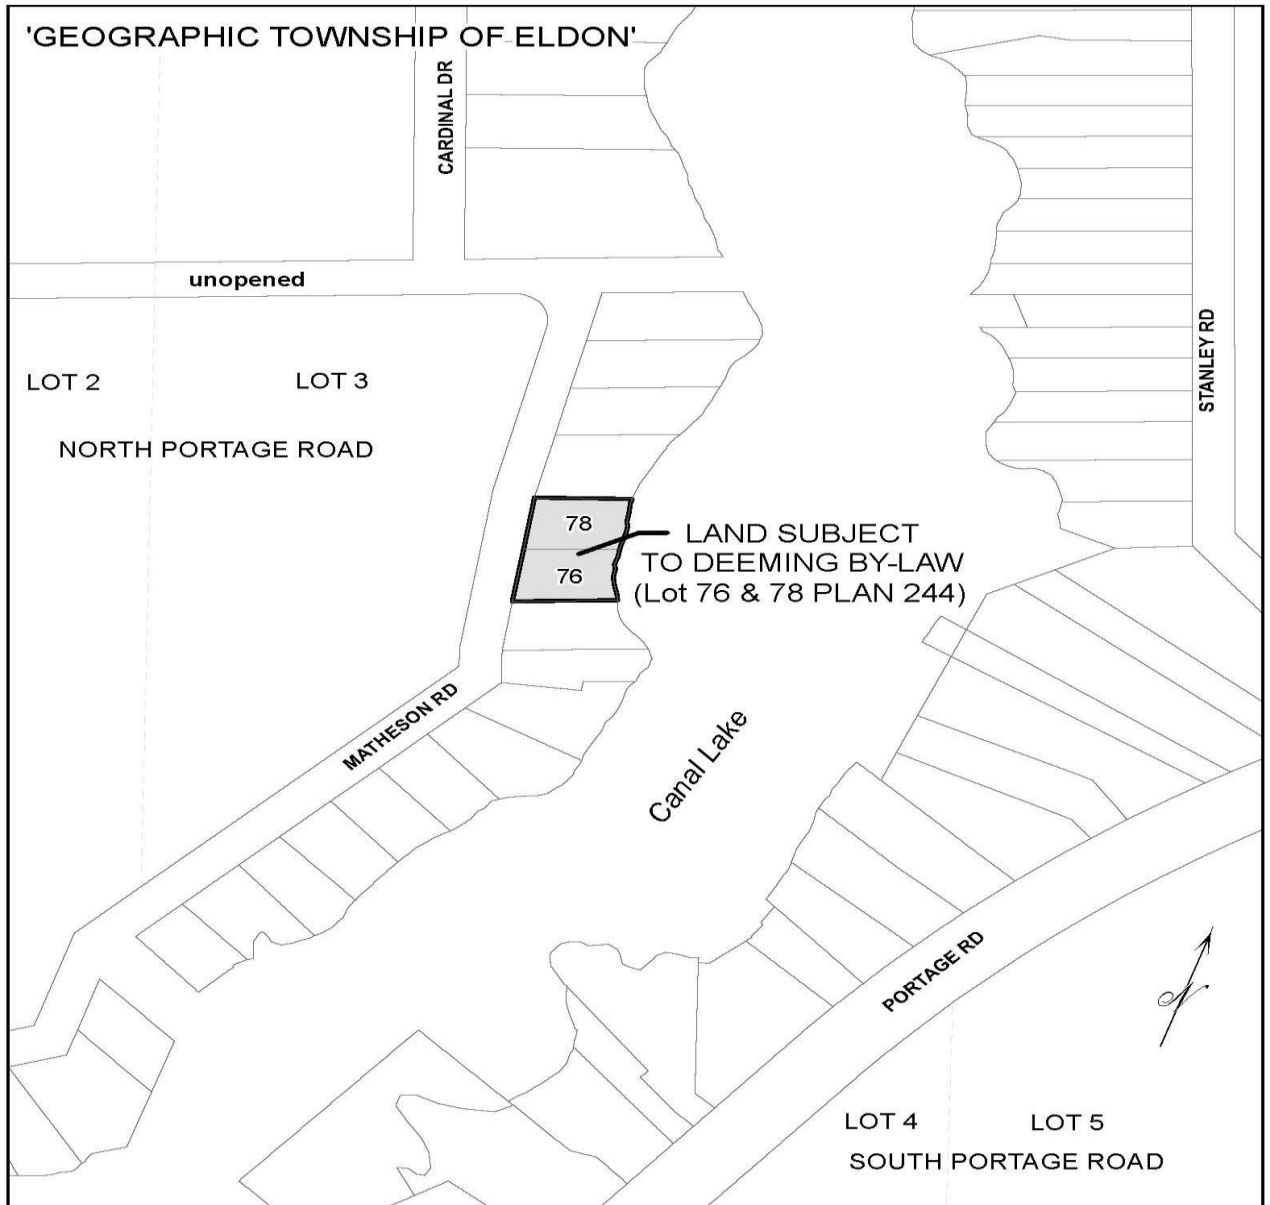 'GEOGRAPHIC TOWNSHIP OF ELDON'
CARDINAL DR
unopened
STANLEY RD
LOT 2
LOT 3
NORTH PORTAGE ROAD
78
76
LAND SUBJECT
TO DEEMING BY-LAW
(Lot 76 & 78 PLAN 244)
MATHESON RD
Canal Lake
PORTAGE RD
N
LOT 4
LOT 5
SOUTH PORTAGE ROAD